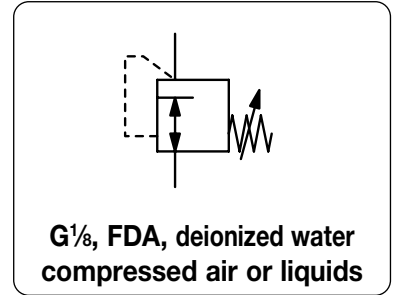 G⅛, FDA, deionized water
compressed air or liquids